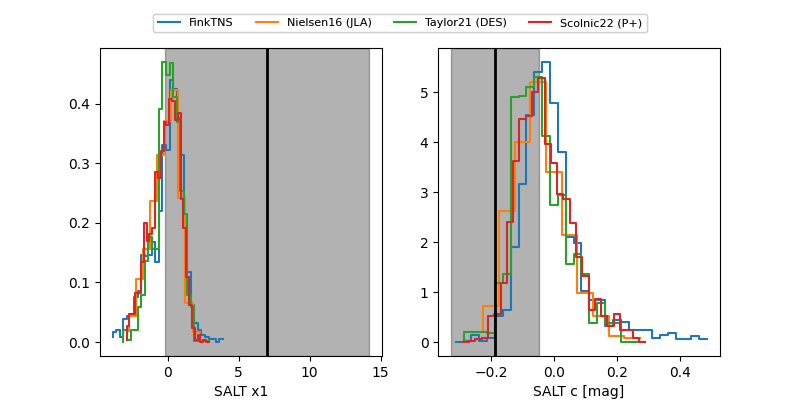 FinkTNS Nielsen16 (JLA) Taylor21 (DES) Scolnic22 (P+)
0.4
0.3
0.2
0.1
0.0
0 5 10 15
SALT x1
5
4
3
2
1
0
−0.2 0.0 0.2 0.4
SALT c [mag]